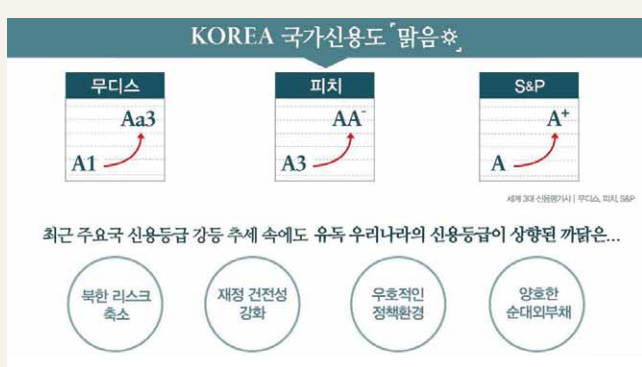 KOREA 국가신용도 「맑음☼」
무디스
Aa3
A1
피치
AA-
A3
S&P
A+
A
세계 3대 신용평가사 | 무디스, 피치, S&P
최근 주요국 신용등급 강등 추세 속에도 유독 우리나라의 신용등급이 상향된 까닭은...
북한 리스크
축소
재정 건전성
강화
우호적인
정책환경
양호한
순대외부채